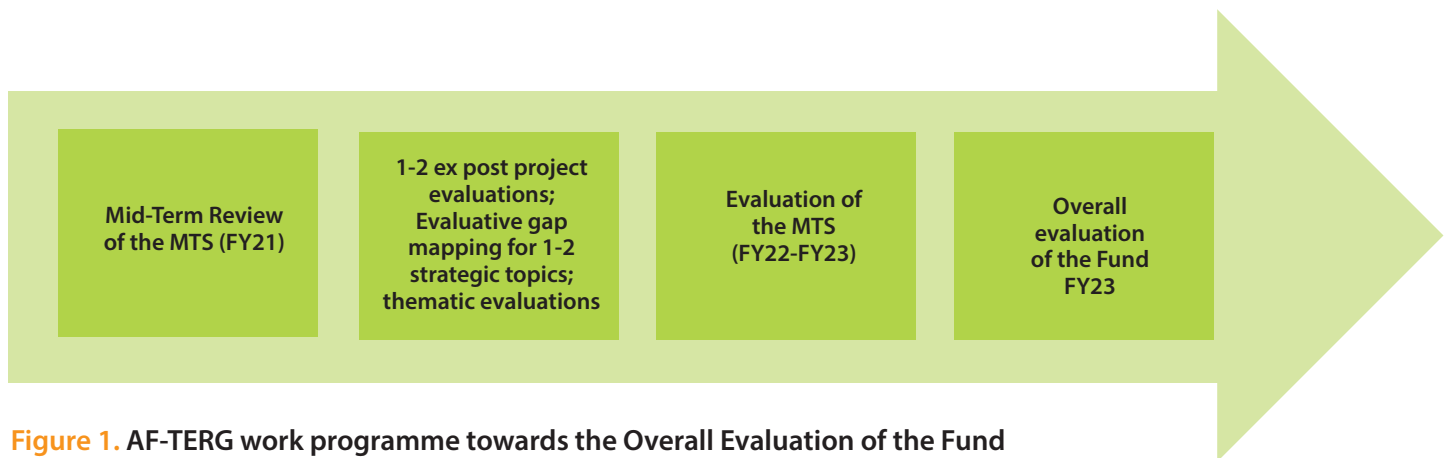 Mid-Term Review
of the MTS (FY21)
1-2 ex post project
evaluations;
Evaluative gap
mapping for 1-2
strategic topics;
thematic evaluations
Evaluation of
the MTS
(FY22-FY23)
Overall
evaluation
of the Fund
FY23
Figure 1. AF-TERG work programme towards the Overall Evaluation of the Fund